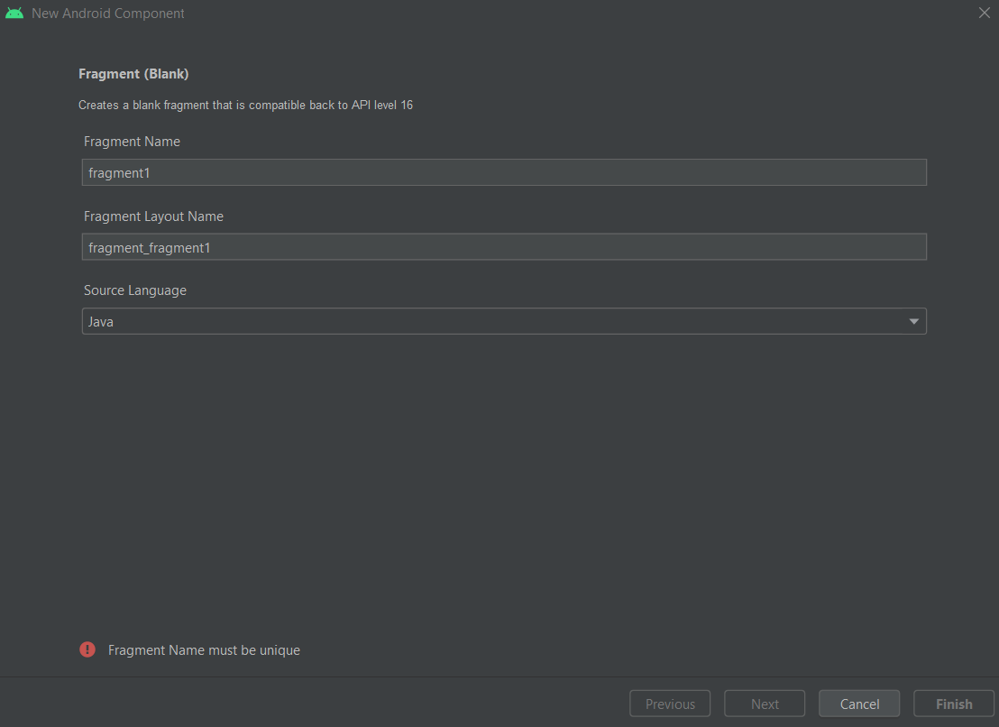 New Android Component
Fragment (Blank)
Creates a blank fragment that is compatible back to API level 16
Fragment Name
fragment1
Fragment Layout Name
fragment_fragment1
Source Language
Java
Fragment Name must be unique
Previous
Next
Cancel
Finish